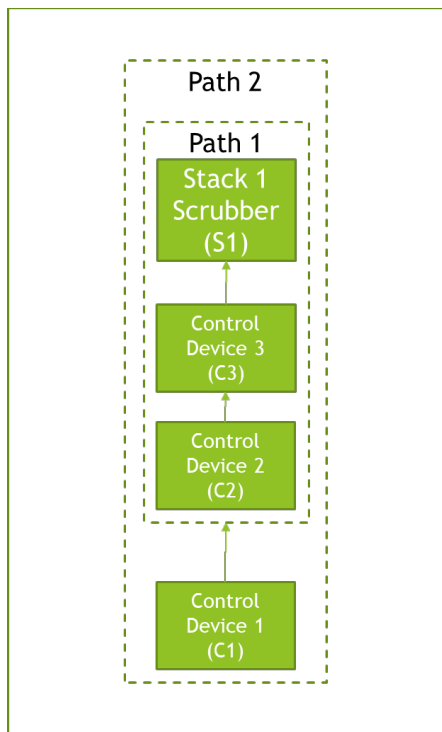 Path 2
Path 1
Stack 1
Scrubber
(S1)
Control
Device 3
(C3)
Control
Device 2
(C2)
Control
Device 1
(C1)